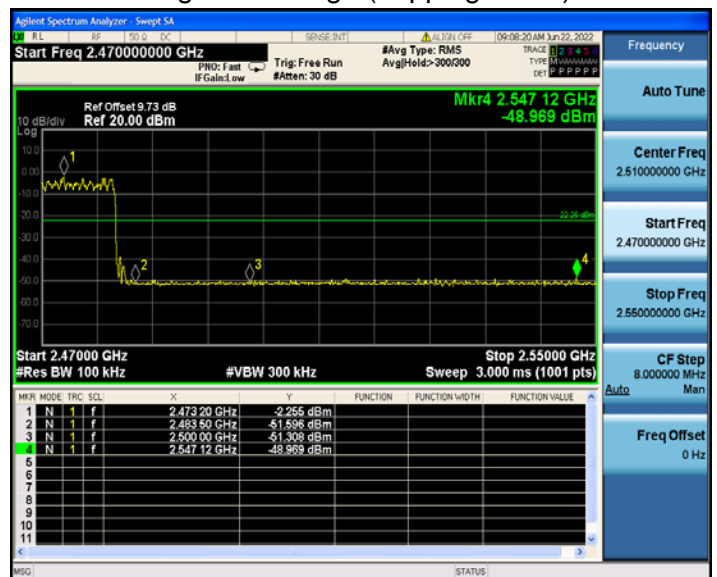 Agilent Spectrum Analyzer - Swept SA
RL RF 50 Ω DC SENSE:INT ALIGN OFF 09:08:20 AM Jun 22, 2022
Start Freq 2.470000000 GHz
PNO: Fast
IFGain:Low
Trig: Free Run
#Atten: 30 dB
#Avg Type: RMS
Avg|Hold:>300/300
TRACE 1 2 3 4 5 6
TYPE M
DET P P P P P P
Frequency
Mkr4 2.547 12 GHz
-48.969 dBm
Ref Offset 9.73 dB
Ref 20.00 dBm
10 dB/div
Log
10.0
0.00
-10.0
-20.0
-30.0
-40.0
-50.0
-60.0
-70.0
1
2
3
4
-22.26 dBm
Start 2.47000 GHz
Stop 2.55000 GHz
#Res BW 100 kHz #VBW 300 kHz Sweep 3.000 ms (1001 pts)
MKR MODE TRC SCL X Y FUNCTION FUNCTION WIDTH FUNCTION VALUE
1 N 1 f 2.473 20 GHz -2.255 dBm
2 N 1 f 2.483 50 GHz -51.596 dBm
3 N 1 f 2.500 00 GHz -51.308 dBm
4 N 1 f 2.547 12 GHz -48.969 dBm
5
6
7
8
9
10
11
MSG STATUS
Auto Tune
Center Freq
2.510000000 GHz
Start Freq
2.470000000 GHz
Stop Freq
2.550000000 GHz
CF Step
8.000000 MHz
Auto Man
Freq Offset
0 Hz